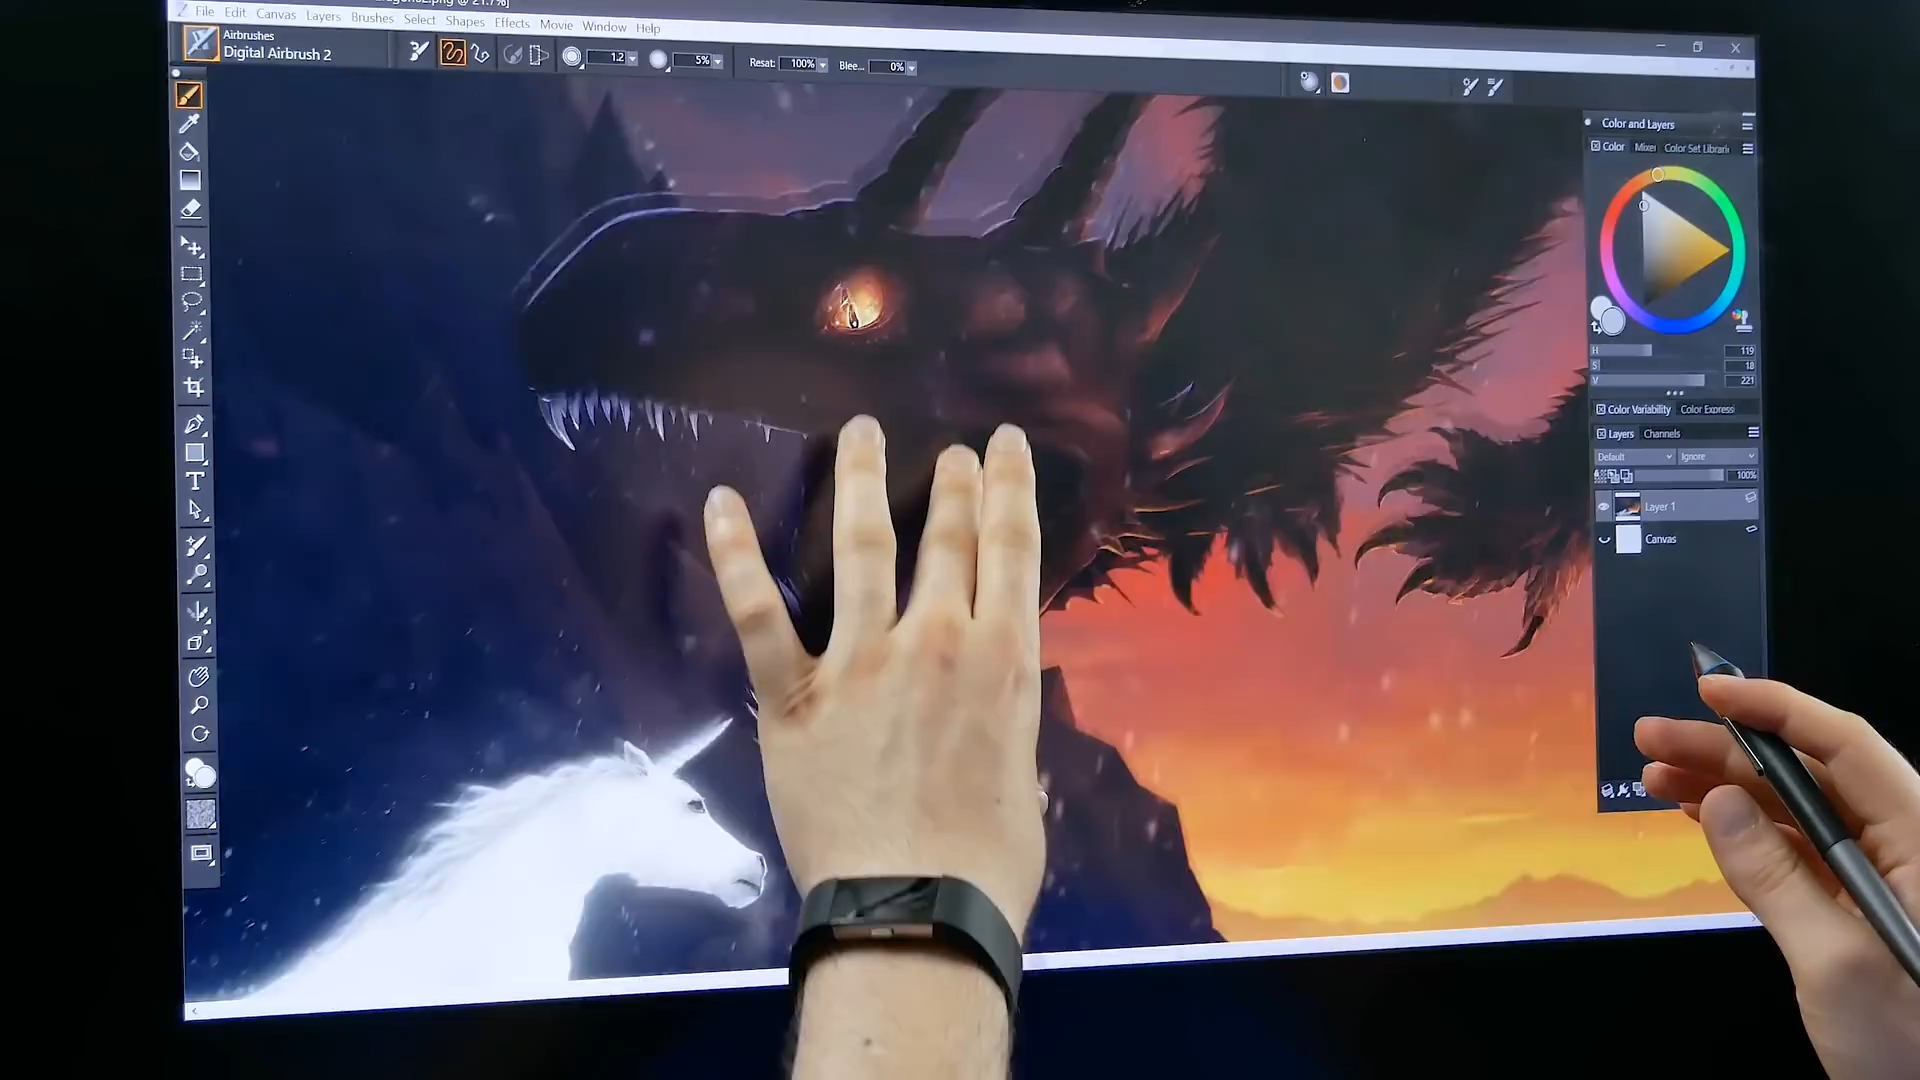 File Edit Canvas Layers Brushes Select Shapes Effects Movie Window Help
Airbrushes
Digital Airbrush 2
1.2
5%
Resat: 100%
Blee... 0%
Color and Layers
Color Mixer Color Set Librari
H 119
S 18
V 221
Color Variability Color Express
Layers Channels
Default Ignore
100%
Layer 1
Canvas
T